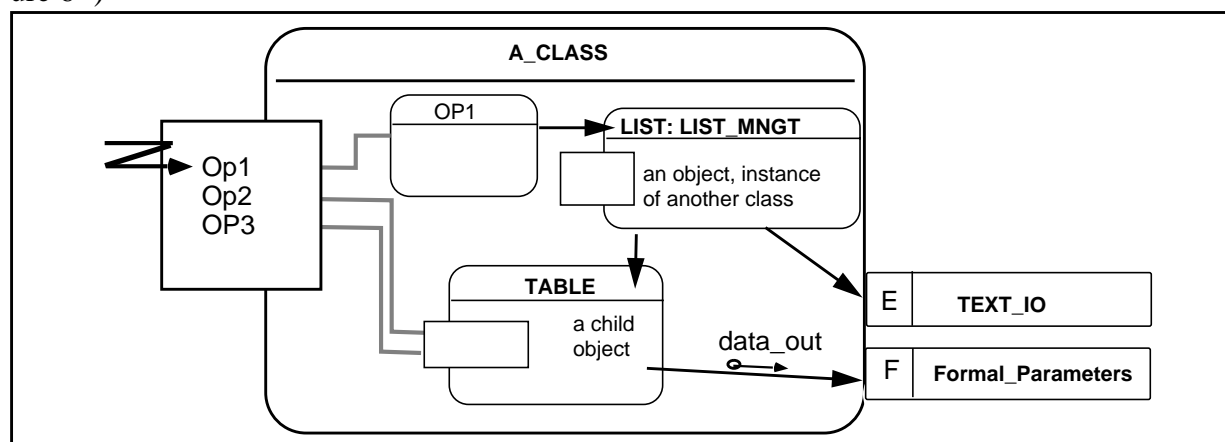 A_CLASS
OP1
LIST: LIST_MNGT
an object, instance
of another class
Op1
Op2
OP3
TABLE
a child
object
data_out
E TEXT_IO
F Formal_Parameters